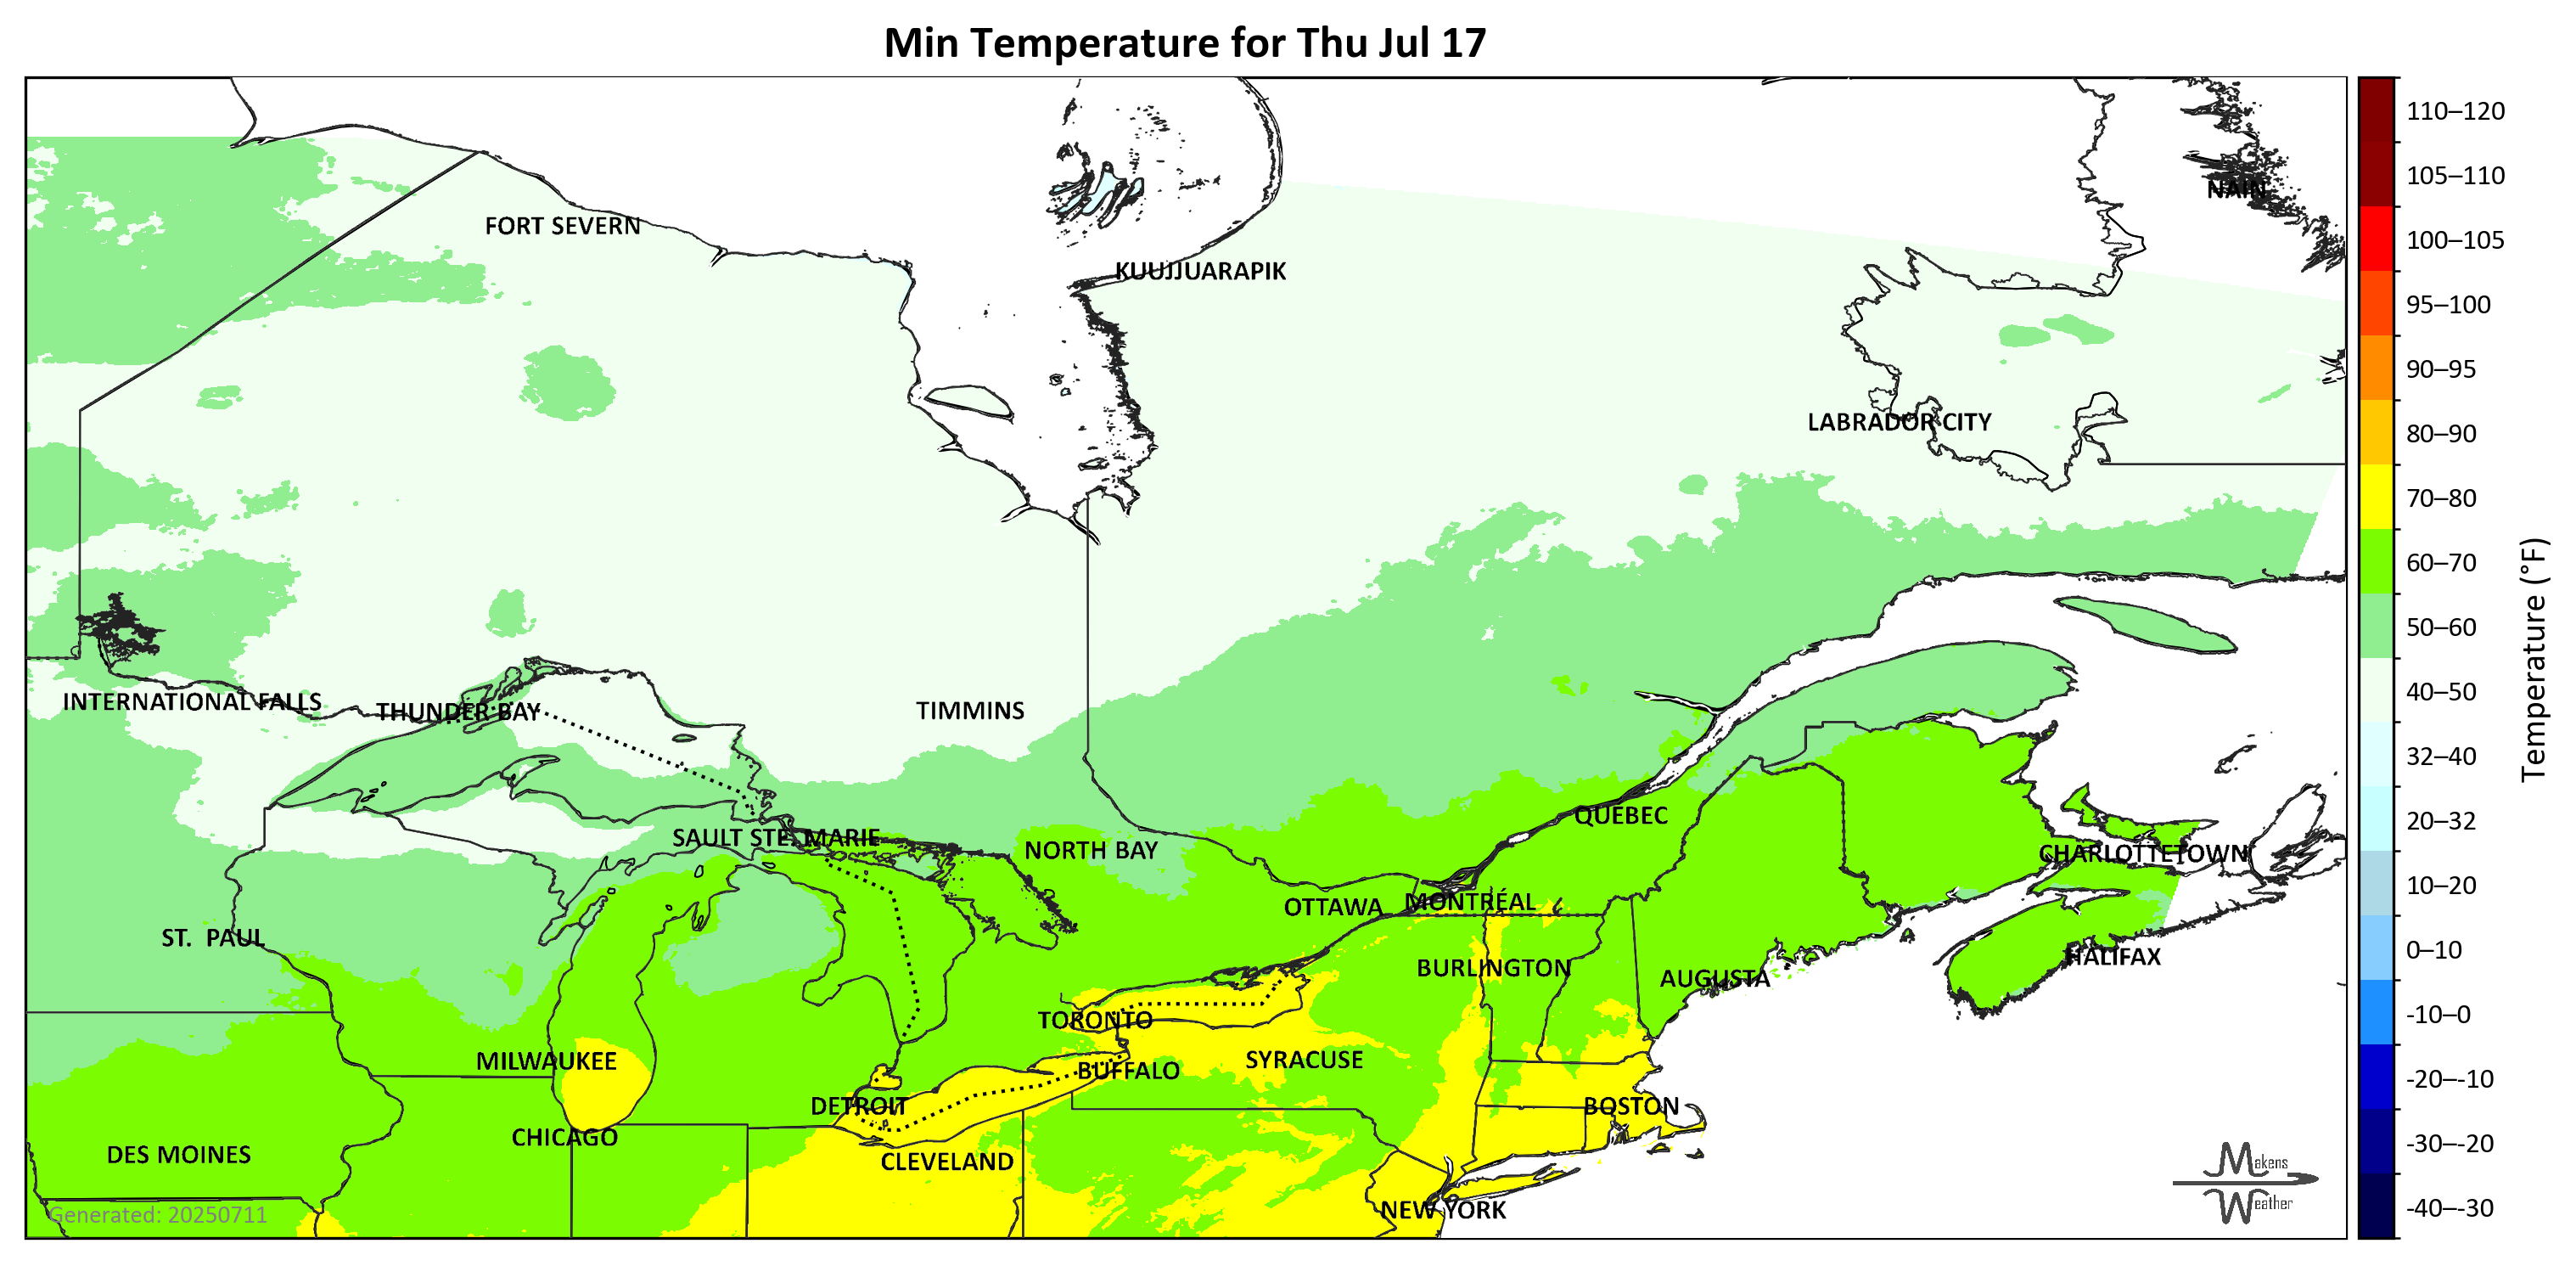 Min Temperature for Thu Jul 17
NAIN
FORT SEVERN
KUUJJUARAPIK
LABRADOR CITY
INTERNATIONAL FALLS
THUNDER BAY
TIMMINS
SAULT STE. MARIE
NORTH BAY
QUÉBEC
CHARLOTTETOWN
OTTAWA
MONTRÉAL
ST.  PAUL
HALIFAX
BURLINGTON
AUGUSTA
TORONTO
MILWAUKEE
SYRACUSE
BUFFALO
DETROIT
BOSTON
CHICAGO
DES MOINES
CLEVELAND
NEW YORK
Generated: 20250711
Makens
Weather
110–120
105–110
100–105
95–100
90–95
80–90
70–80
60–70
50–60
40–50
32–40
20–32
10–20
0–10
-10–0
-20–-10
-30–-20
-40–-30
Temperature (°F)